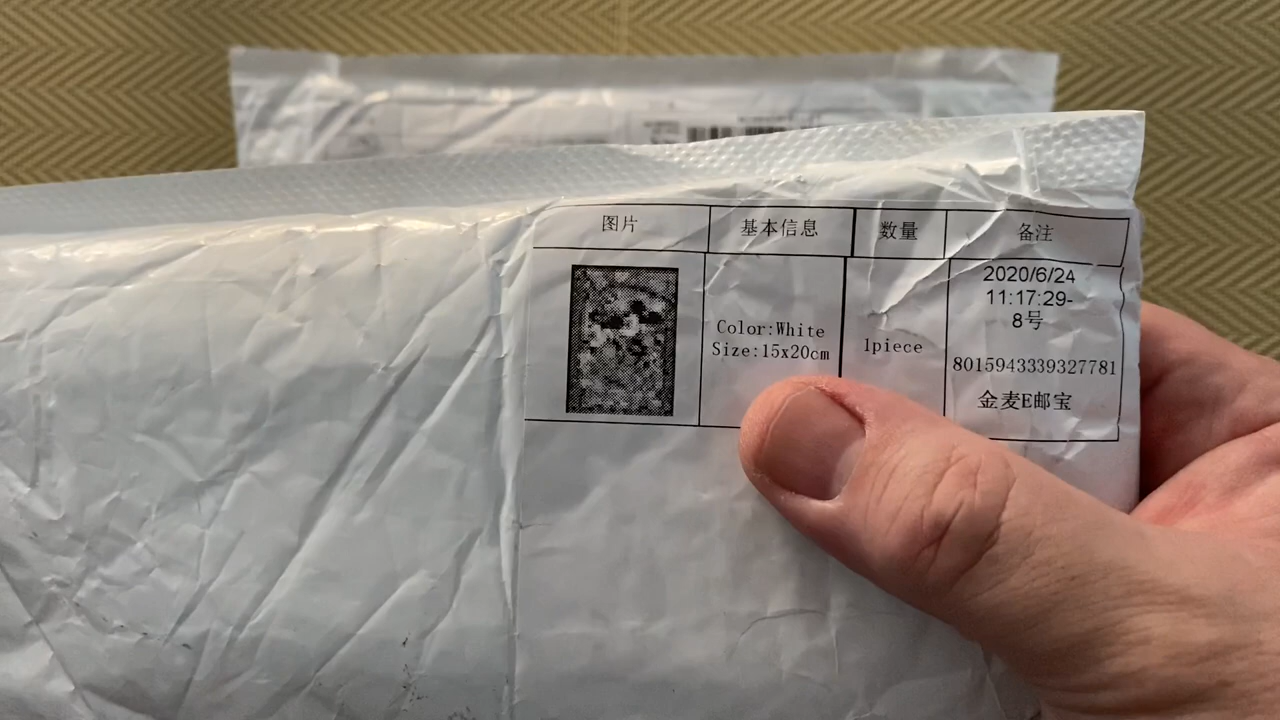 图片 基本信息 数量 备注
Color:White
Size:15x20cm
1piece
2020/6/24
11:17:29-
8号
8015943339327781
金麦E邮宝